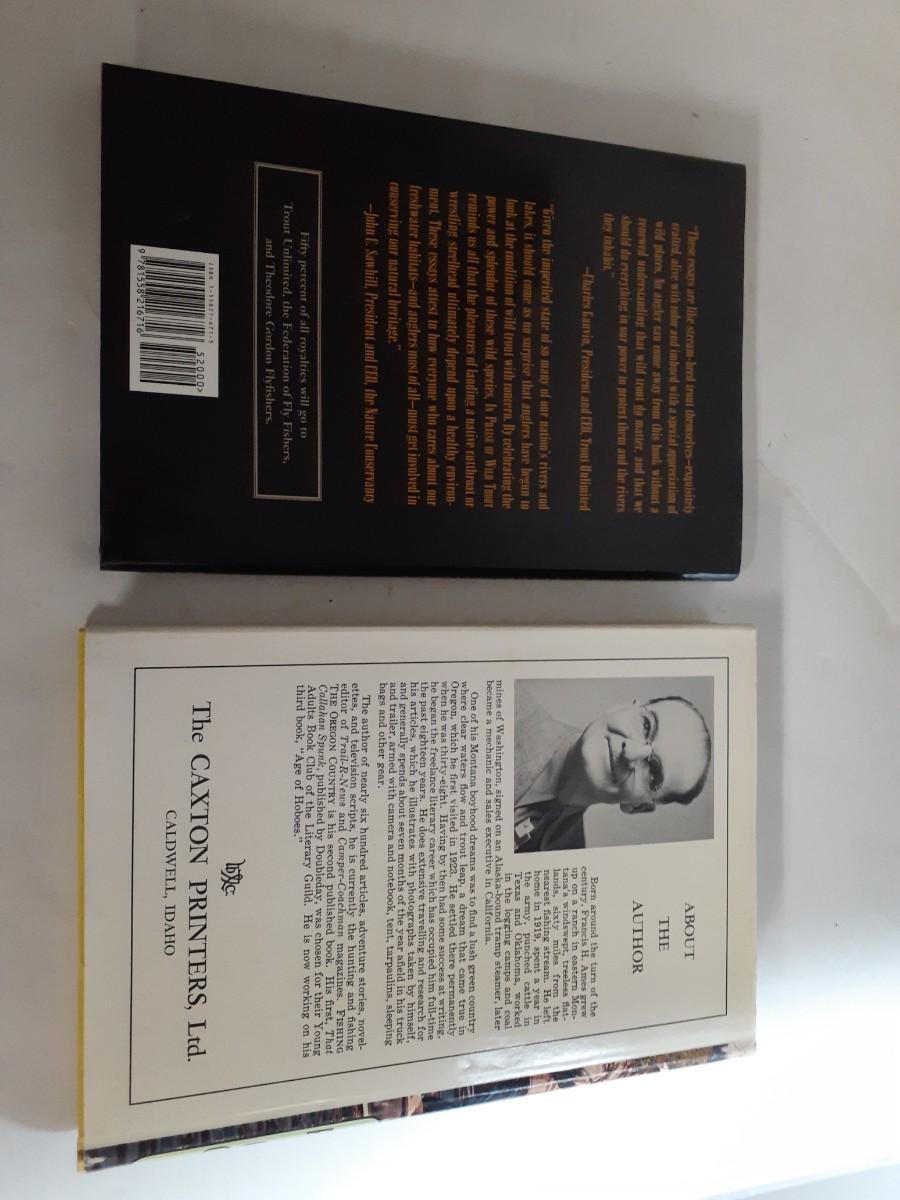 "These essays are like stream-bred trout themselves—exquisitely
crafted, alive with color and imbued with a special appreciation of
wild places. No angler can come away from this book without a
renewed understanding that wild trout do matter, and that we
should do everything in our power to protect them and the rivers
they inhabit."
—Charles Gauvin, President and CEO, Trout Unlimited
"Given the imperiled state of so many of our nation's rivers and
lakes, it should come as no surprise that anglers have begun to
look at the condition of wild trout with concern. By celebrating the
power and splendor of these wild species, In Praise of Wild Trout
reminds us all that the pleasures of landing a native cutthroat or
wrestling steelhead ultimately depend upon a healthy environ-
ment. These essays attest to how everyone who cares about our
freshwater habitats—and anglers most of all—must get involved in
conserving our natural heritage."
—John C. Sawhill, President and CEO, the Nature Conservancy
Fifty percent of all royalties will go to
Trout Unlimited, the Federation of Fly Fishers,
and Theodore Gordon Flyfishers.
ISBN 1-55821-671-5
52000>
9 781558 216716
ABOUT
THE
AUTHOR
Born around the turn of the
century, Francis H. Ames grew
up on a ranch in eastern Mon-
tana's windswept, treeless flat-
lands, sixty miles from the
nearest fishing stream. He left
home in 1919, spent a year in
the army, punched cattle in
Texas and Oklahoma, worked
in the logging camps and coal
mines of Washington, signed on an Alaska-bound tramp steamer, later
became a mechanic and sales executive in California.
One of his Montana boyhood dreams was to find a lush green country
where clear waters flow and trout leap, a dream that came true in
Oregon, which he first visited in 1923. He settled there permanently
when he was thirty-eight. Having by then had some success at writing,
he began the freelance literary career which has occupied him full-time
the past eighteen years. He does extensive travelling and research for
his articles, which he illustrates with photographs taken by himself,
and generally spends about seven months of the year afield in his truck
and trailer, armed with camera and notebook, tent, tarpaulins, sleeping
bags and other gear.
The author of nearly six hundred articles, adventure stories, novel-
ettes, and television scripts, he is currently the hunting and fishing
editor of Trail-R-News and Camper-Coachman magazines. FISHING
THE OREGON COUNTRY is his second published book. His first, That
Callahan Spunk, published by Doubleday, was chosen for their Young
Adults Book Club of the Literary Guild. He is now working on his
third book, "Age of Hoboes."
The CAXTON PRINTERS, Ltd.
CALDWELL, IDAHO